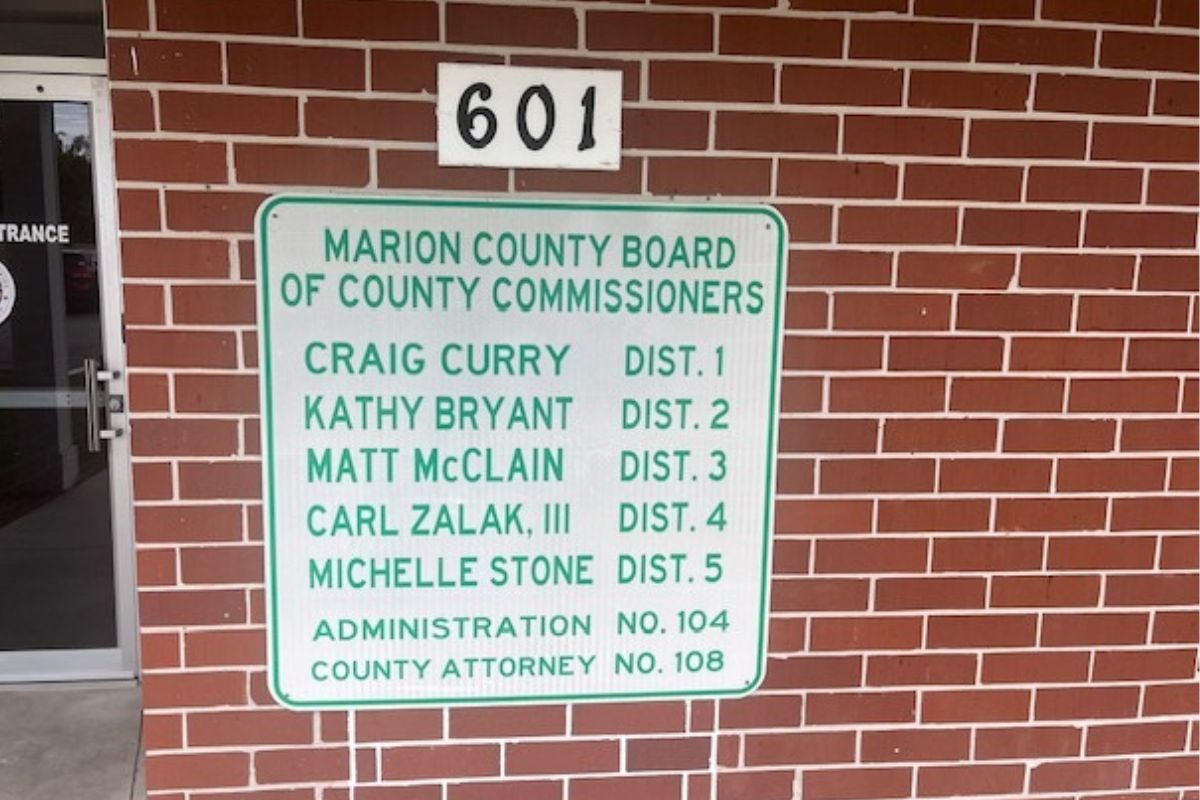 601
TRANCE
MARION COUNTY BOARD
OF COUNTY COMMISSIONERS
CRAIG CURRY DIST. 1
KATHY BRYANT DIST. 2
MATT McCLAIN DIST. 3
CARL ZALAK, III DIST. 4
MICHELLE STONE DIST. 5
ADMINISTRATION NO. 104
COUNTY ATTORNEY NO. 108